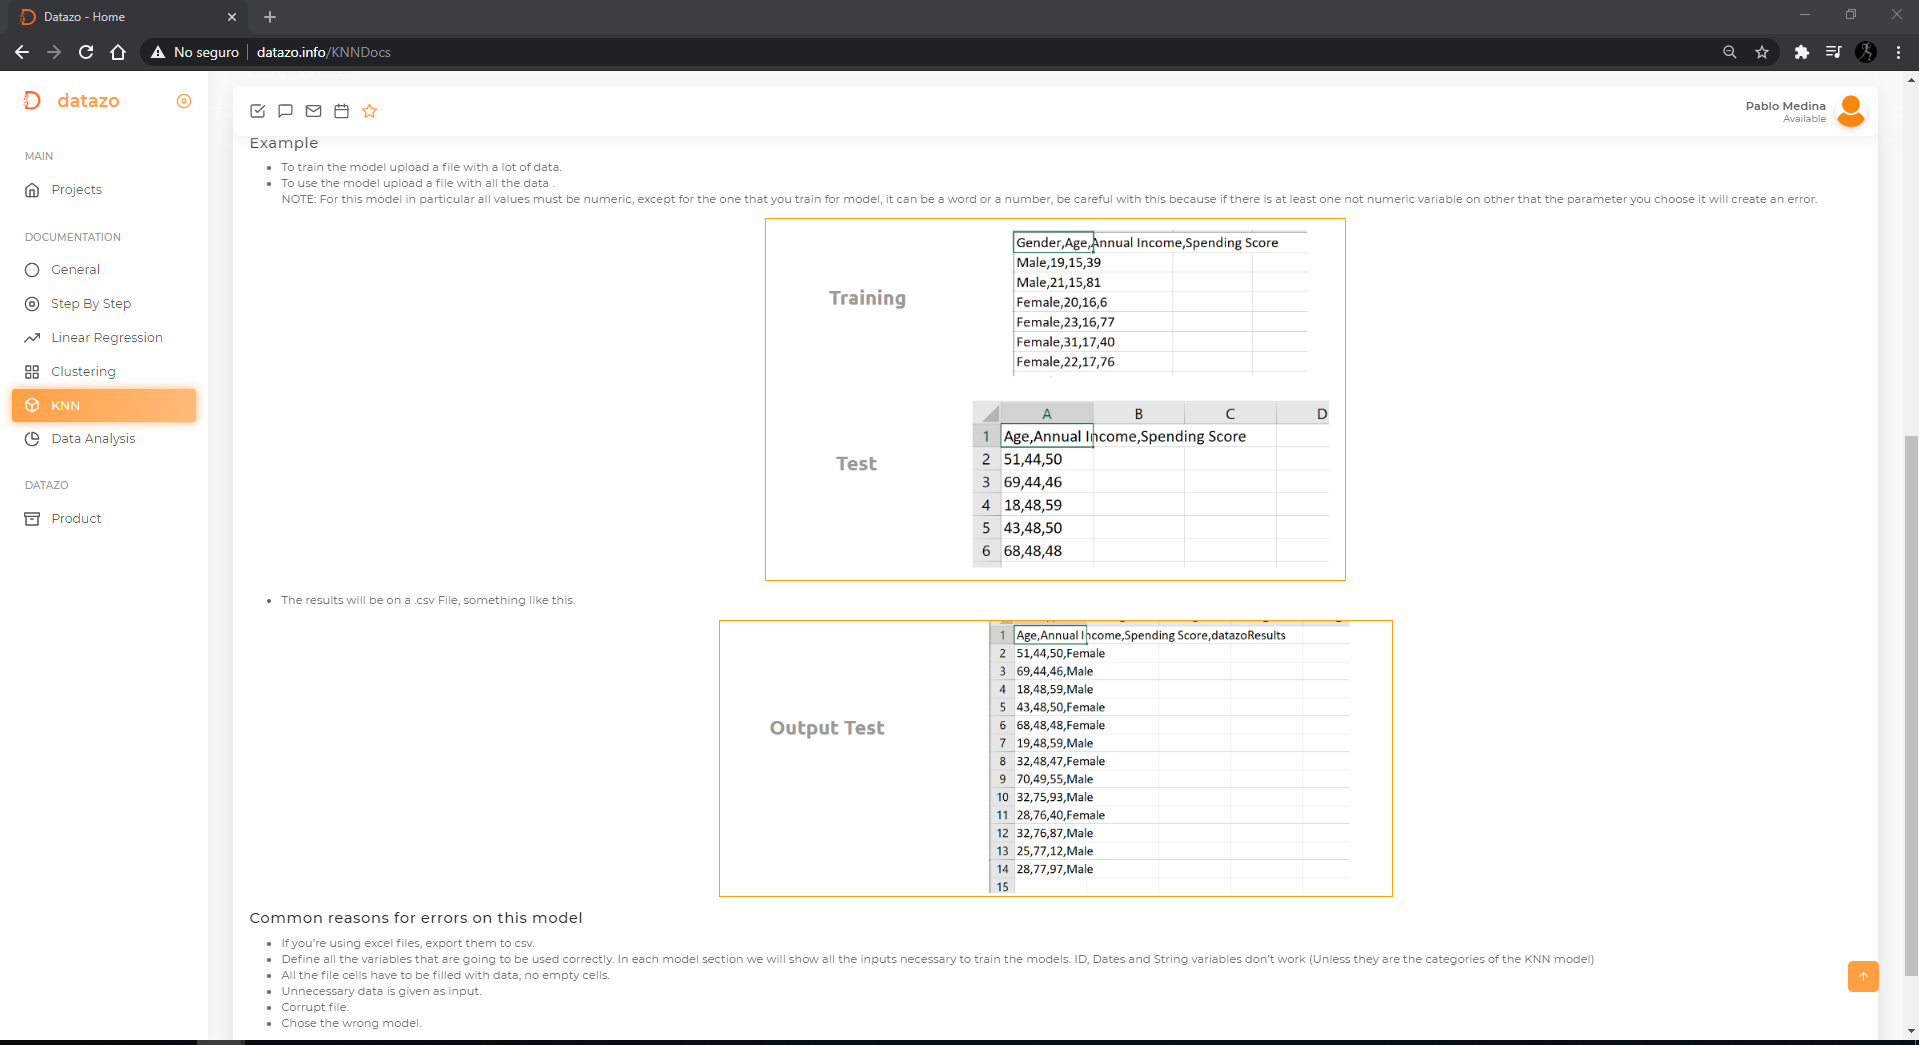 Datazo - Home
No seguro
datazo.info/KNNDocs
datazo
Pablo Medina
Available
MAIN
Projects
DOCUMENTATION
General
Step By Step
Linear Regression
Clustering
KNN
Data Analysis
DATAZO
Product
Example
To train the model upload a file with a lot of data.
To use the model upload a file with all the data .
NOTE: For this model in particular all values must be numeric, except for the one that you train for model, it can be a word or a number, be careful with this because if there is at least one not numeric variable on other that the parameter you choose it will create an error.
Training
Gender,Age,Annual Income,Spending Score
Male,19,15,39
Male,21,15,81
Female,20,16,6
Female,23,16,77
Female,31,17,40
Female,22,17,76
Test
A B C D
1 Age,Annual Income,Spending Score
2 51,44,50
3 69,44,46
4 18,48,59
5 43,48,50
6 68,48,48
The results will be on a .csv File, something like this.
Output Test
1 Age,Annual Income,Spending Score,datazoResults
2 51,44,50,Female
3 69,44,46,Male
4 18,48,59,Male
5 43,48,50,Female
6 68,48,48,Female
7 19,48,59,Male
8 32,48,47,Female
9 70,49,55,Male
10 32,75,93,Male
11 28,76,40,Female
12 32,76,87,Male
13 25,77,12,Male
14 28,77,97,Male
15
Common reasons for errors on this model
If you're using excel files, export them to csv.
Define all the variables that are going to be used correctly. In each model section we will show all the inputs necessary to train the models. ID, Dates and String variables don't work (Unless they are the categories of the KNN model)
All the file cells have to be filled with data, no empty cells.
Unnecessary data is given as input.
Corrupt file.
Chose the wrong model.